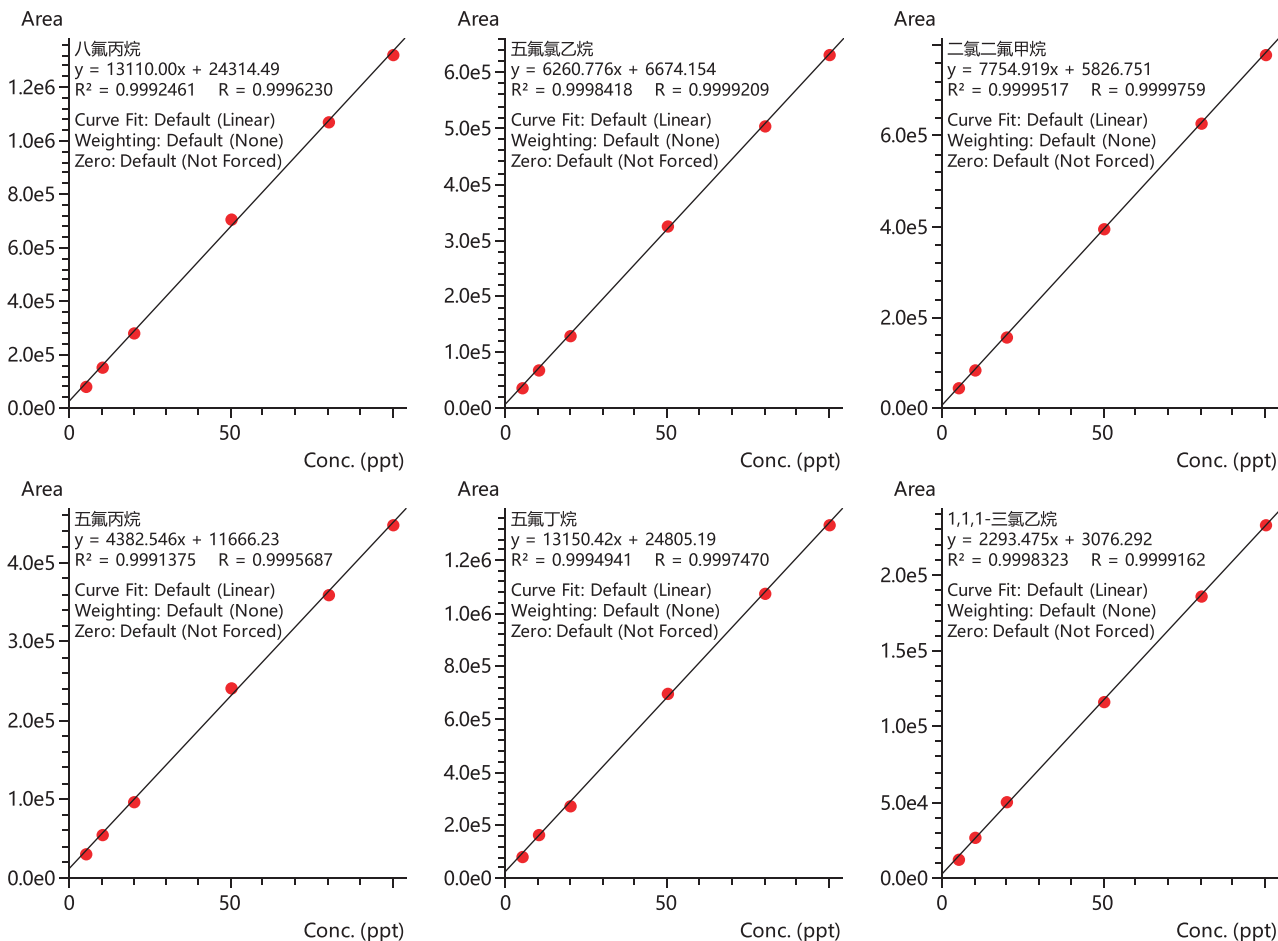 Area
八氟丙烷
y = 13110.00x + 24314.49
R² = 0.9992461 R = 0.9996230
Curve Fit: Default (Linear)
Weighting: Default (None)
Zero: Default (Not Forced)
1.2e6
1.0e6
8.0e5
6.0e5
4.0e5
2.0e5
0.0e0
0 50
Conc. (ppt)
Area
五氟氯乙烷
y = 6260.776x + 6674.154
R² = 0.9998418 R = 0.9999209
Curve Fit: Default (Linear)
Weighting: Default (None)
Zero: Default (Not Forced)
6.0e5
5.0e5
4.0e5
3.0e5
2.0e5
1.0e5
0.0e0
0 50
Conc. (ppt)
Area
二氯二氟甲烷
y = 7754.919x + 5826.751
R² = 0.9999517 R = 0.9999759
Curve Fit: Default (Linear)
Weighting: Default (None)
Zero: Default (Not Forced)
6.0e5
4.0e5
2.0e5
0.0e0
0 50
Conc. (ppt)
Area
五氟丙烷
y = 4382.546x + 11666.23
R² = 0.9991375 R = 0.9995687
Curve Fit: Default (Linear)
Weighting: Default (None)
Zero: Default (Not Forced)
4.0e5
3.0e5
2.0e5
1.0e5
0.0e0
0 50
Conc. (ppt)
Area
五氟丁烷
y = 13150.42x + 24805.19
R² = 0.9994941 R = 0.9997470
Curve Fit: Default (Linear)
Weighting: Default (None)
Zero: Default (Not Forced)
1.2e6
1.0e6
8.0e5
6.0e5
4.0e5
2.0e5
0.0e0
0 50
Conc. (ppt)
Area
1,1,1-三氯乙烷
y = 2293.475x + 3076.292
R² = 0.9998323 R = 0.9999162
Curve Fit: Default (Linear)
Weighting: Default (None)
Zero: Default (Not Forced)
2.0e5
1.5e5
1.0e5
5.0e4
0.0e0
0 50
Conc. (ppt)